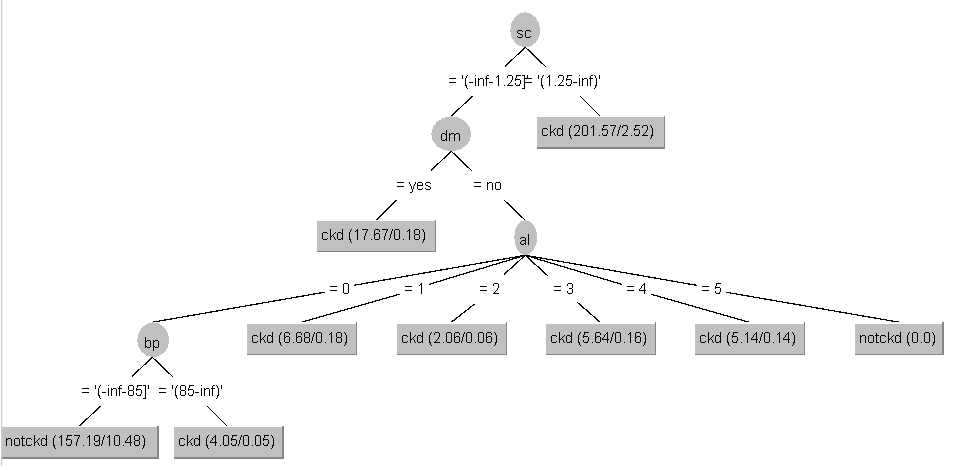 sc
= '(-inf-1.25]'
= '(1.25-inf)'
dm
ckd (201.57/2.52)
= yes
= no
ckd (17.67/0.18)
al
= 0
= 1
= 2
= 3
= 4
= 5
bp
ckd (6.68/0.18)
ckd (2.06/0.06)
ckd (5.64/0.16)
ckd (5.14/0.14)
notckd (0.0)
= '(-inf-85]'
= '(85-inf)'
notckd (157.19/10.48)
ckd (4.05/0.05)